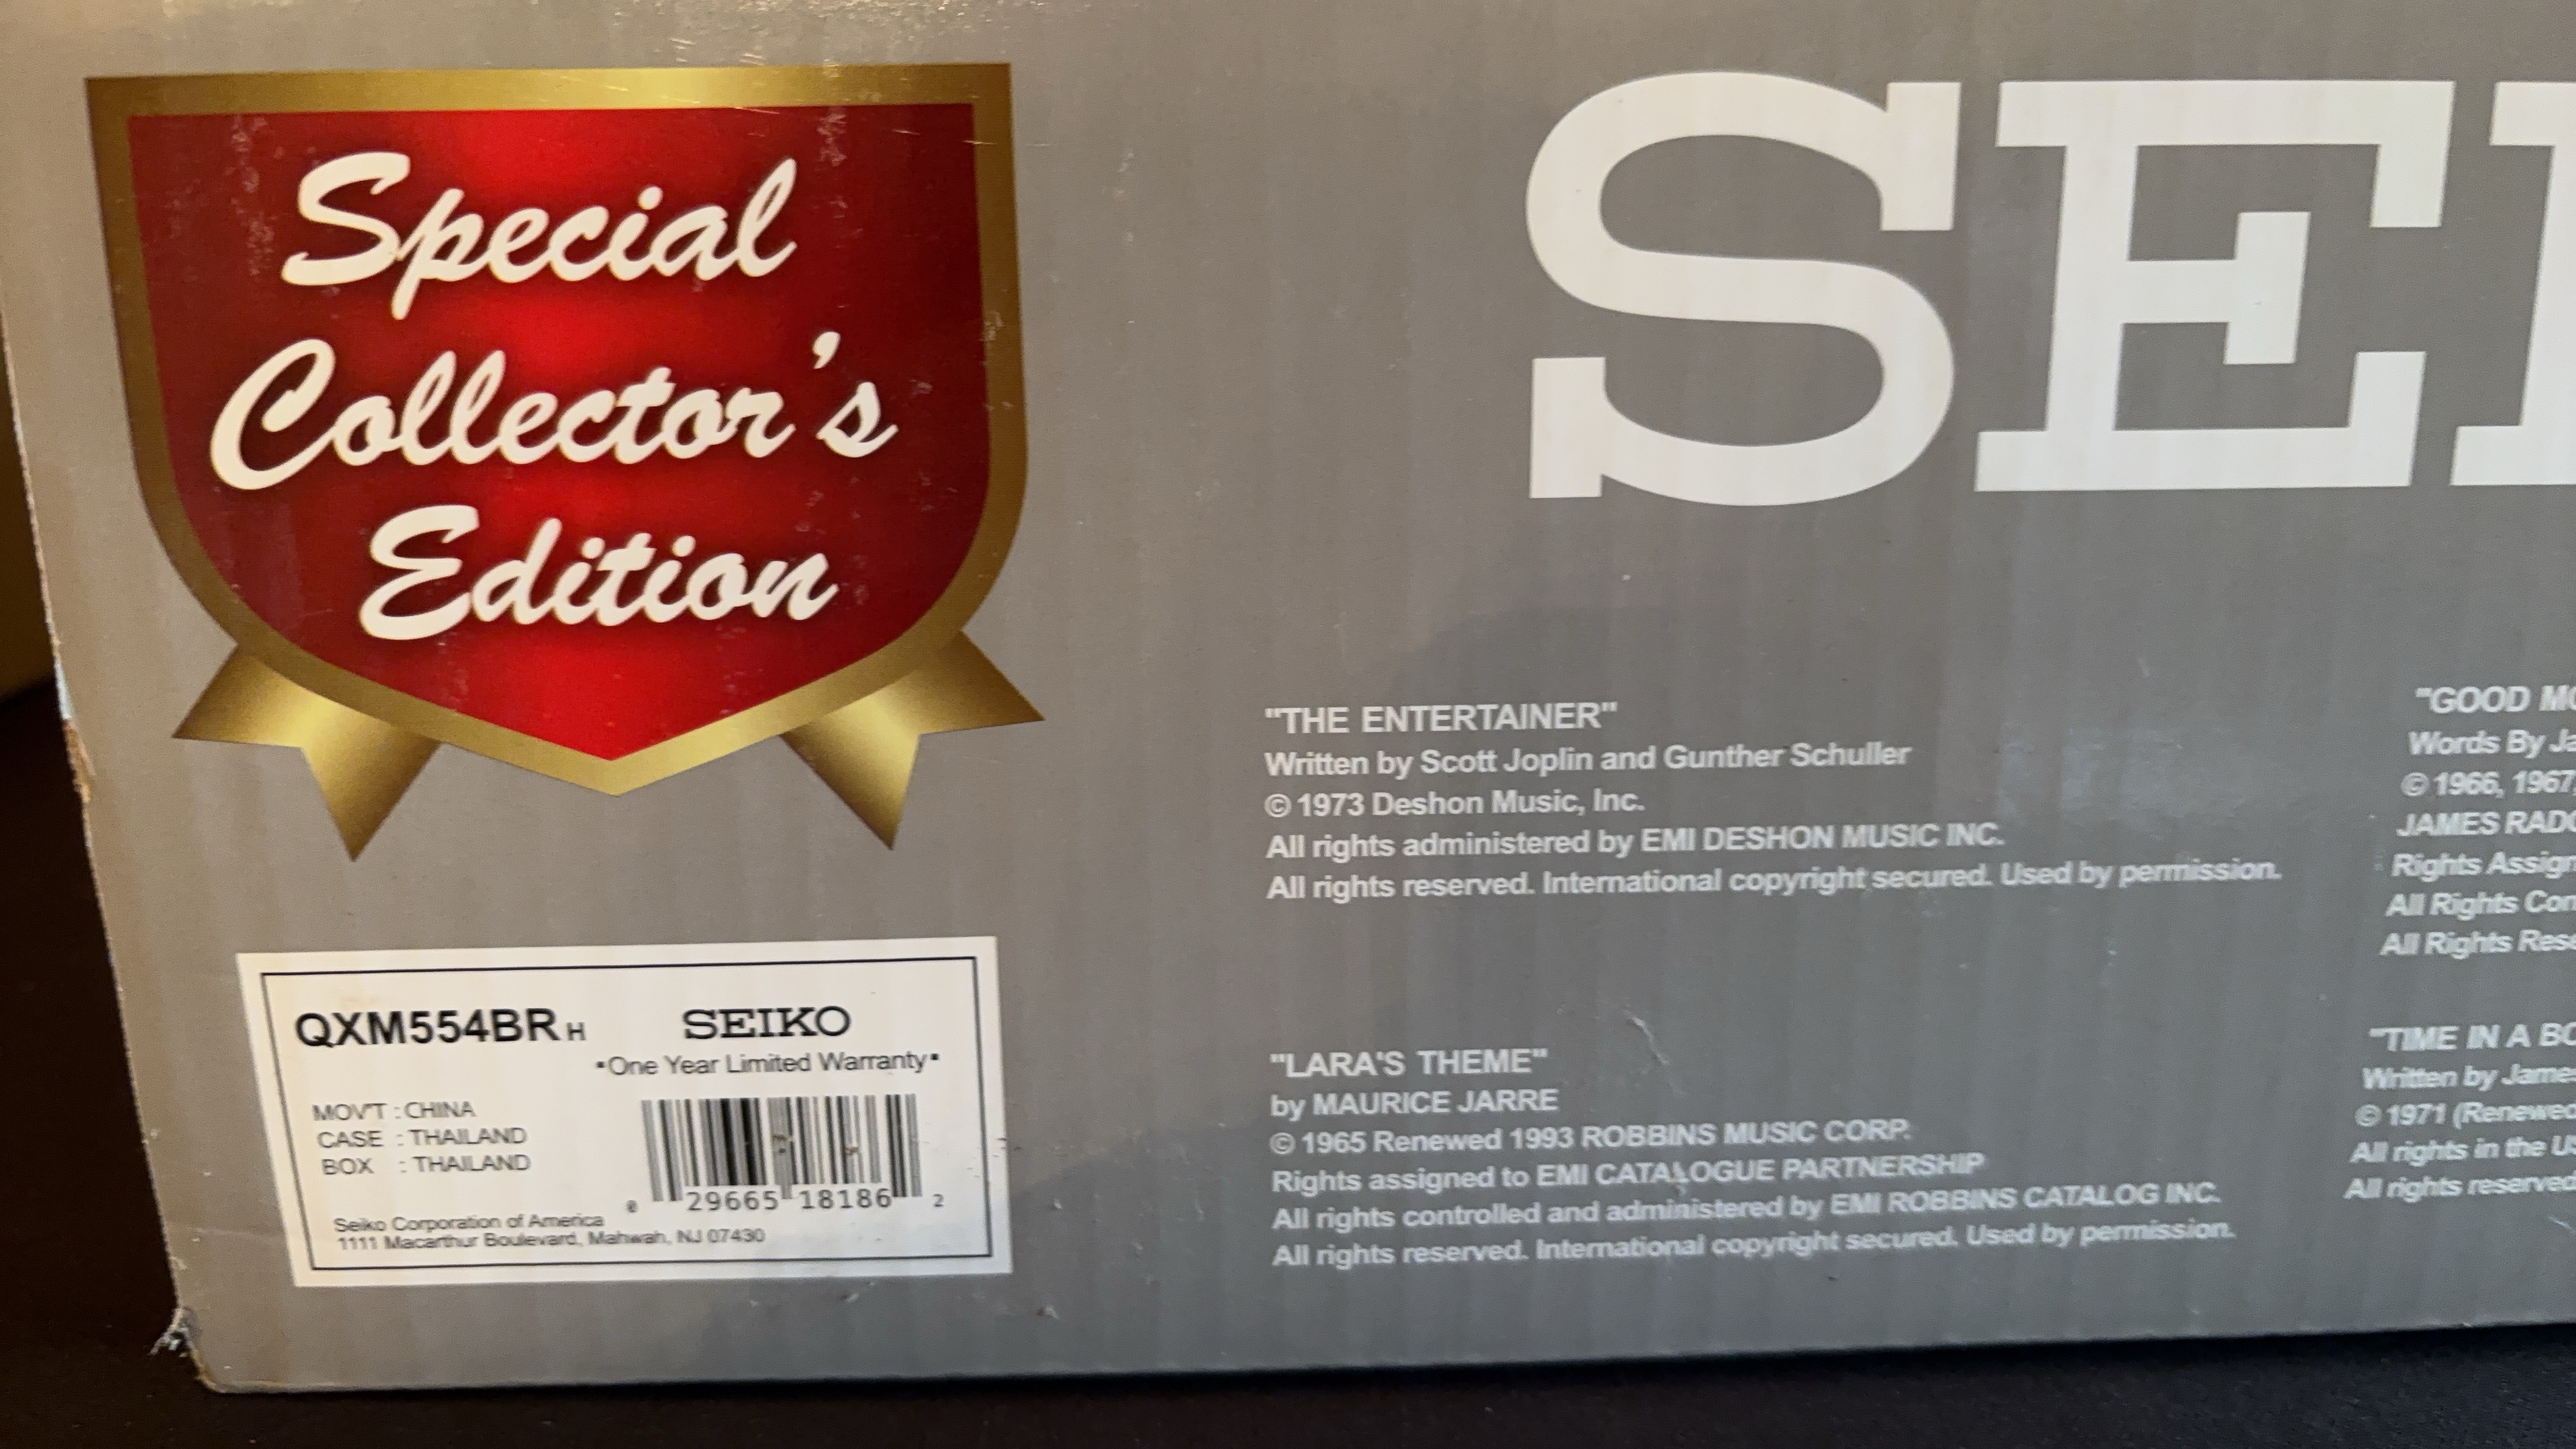 Special
Collector's
Edition
SEI
"THE ENTERTAINER"
Written by Scott Joplin and Gunther Schuller
© 1973 Deshon Music, Inc.
All rights administered by EMI DESHON MUSIC INC.
All rights reserved. International copyright secured. Used by permission.
"LARA'S THEME"
by MAURICE JARRE
© 1965 Renewed 1993 ROBBINS MUSIC CORP.
Rights assigned to EMI CATALOGUE PARTNERSHIP
All rights controlled and administered by EMI ROBBINS CATALOG INC.
All rights reserved. International copyright secured. Used by permission.
"GOOD
Words By
© 1966, 1967,
JAMES
Rights
All Rights
All Rights
"TIME IN A
Written by James
© 1971
All rights in the
All rights reserved
QXM554BR H
SEIKO
*One Year Limited Warranty*
MOV'T : CHINA
CASE : THAILAND
BOX : THAILAND
0 29665 18186 2
Seiko Corporation of America
1111 Macarthur Boulevard, Mahwah, NJ 07430